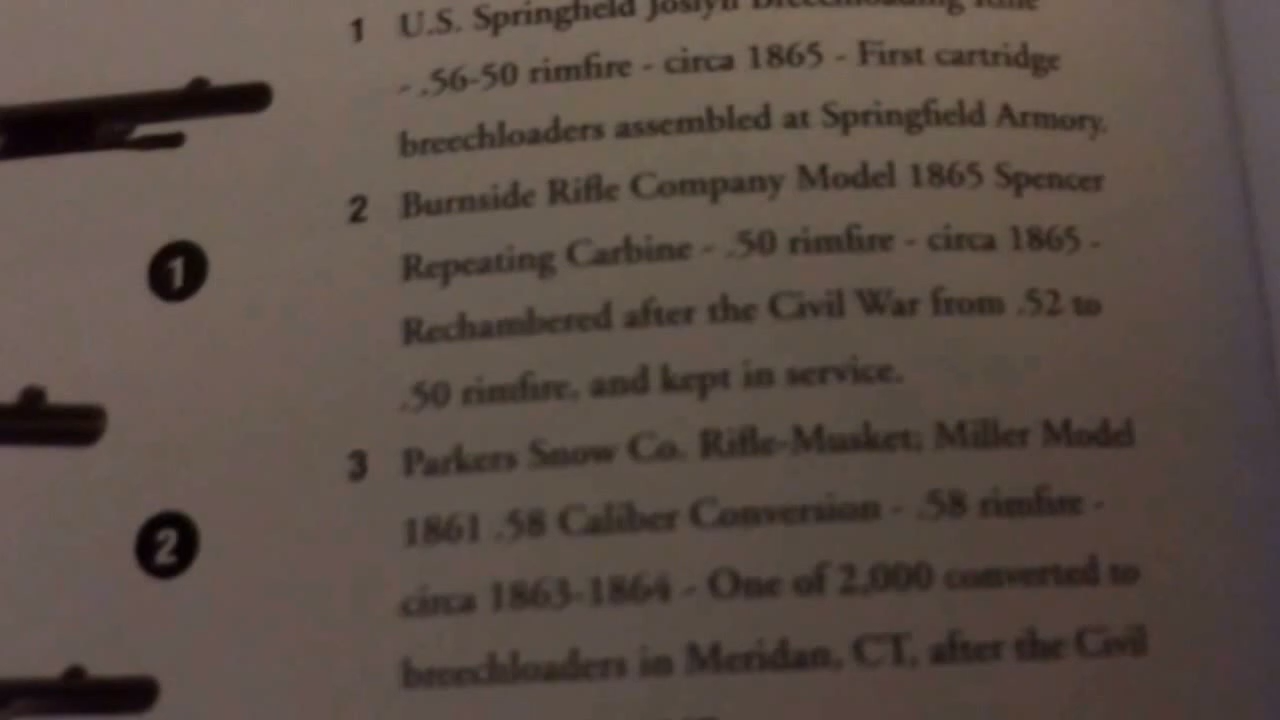 1 U.S. Springfield Joslyn Breechloading Rifle
- .56-50 rimfire - circa 1865 - First cartridge
breechloaders assembled at Springfield Armory.
2 Burnside Rifle Company Model 1865 Spencer
Repeating Carbine - .50 rimfire - circa 1865 -
Rechambered after the Civil War from .52 to
.50 rimfire, and kept in service.
3 Parkers Snow Co. Rifle-Musket; Miller Model
1861 .58 Caliber Conversion - .58 rimfire -
circa 1863-1864 - One of 2,000 converted to
breechloaders in Meridan, CT, after the Civil
1
2